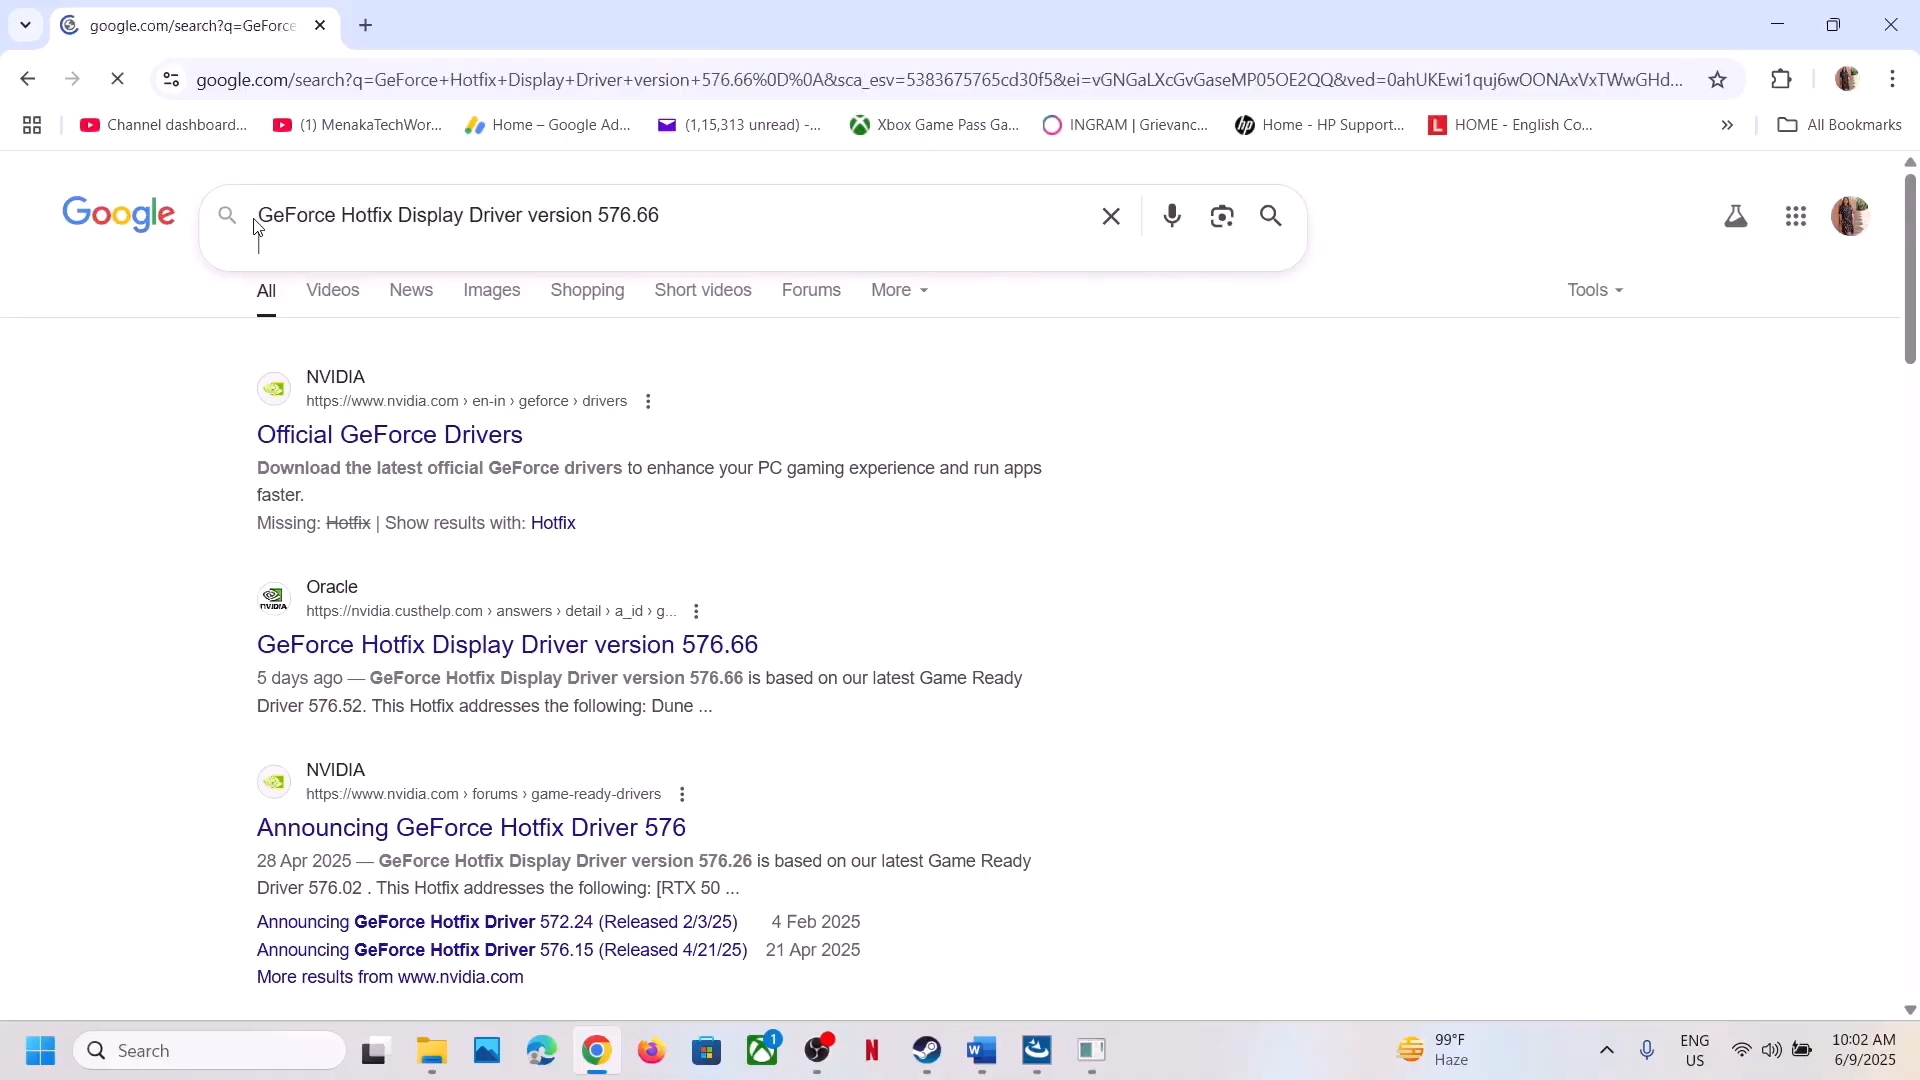 google.com/search?q=GeForce
google.com/search?q=GeForce+Hotfix+Display+Driver+version+576.66%0D%0A&sca_esv=5383675765cd30f5&ei=vGNGaLXcGvGaseMP05OE2QQ&ved=0ahUKEwi1quj6wOONAxVxTWwGHd...
Channel dashboard... (1) MenakaTechWor... Home – Google Ad... (1,15,313 unread) -... Xbox Game Pass Ga... INGRAM | Grievanc... Home - HP Support... HOME - English Co... » All Bookmarks
Google
GeForce Hotfix Display Driver version 576.66
All Videos News Images Shopping Short videos Forums More Tools
NVIDIA
https://www.nvidia.com › en-in › geforce › drivers
Official GeForce Drivers
Download the latest official GeForce drivers to enhance your PC gaming experience and run apps
faster.
Missing: Hotfix | Show results with: Hotfix
Oracle
https://nvidia.custhelp.com › answers › detail › a_id › g...
GeForce Hotfix Display Driver version 576.66
5 days ago — GeForce Hotfix Display Driver version 576.66 is based on our latest Game Ready
Driver 576.52. This Hotfix addresses the following: Dune ...
NVIDIA
https://www.nvidia.com › forums › game-ready-drivers
Announcing GeForce Hotfix Driver 576
28 Apr 2025 — GeForce Hotfix Display Driver version 576.26 is based on our latest Game Ready
Driver 576.02 . This Hotfix addresses the following: [RTX 50 ...
Announcing GeForce Hotfix Driver 572.24 (Released 2/3/25) 4 Feb 2025
Announcing GeForce Hotfix Driver 576.15 (Released 4/21/25) 21 Apr 2025
More results from www.nvidia.com
Search
1
99°F
Haze
ENG
US
10:02 AM
6/9/2025